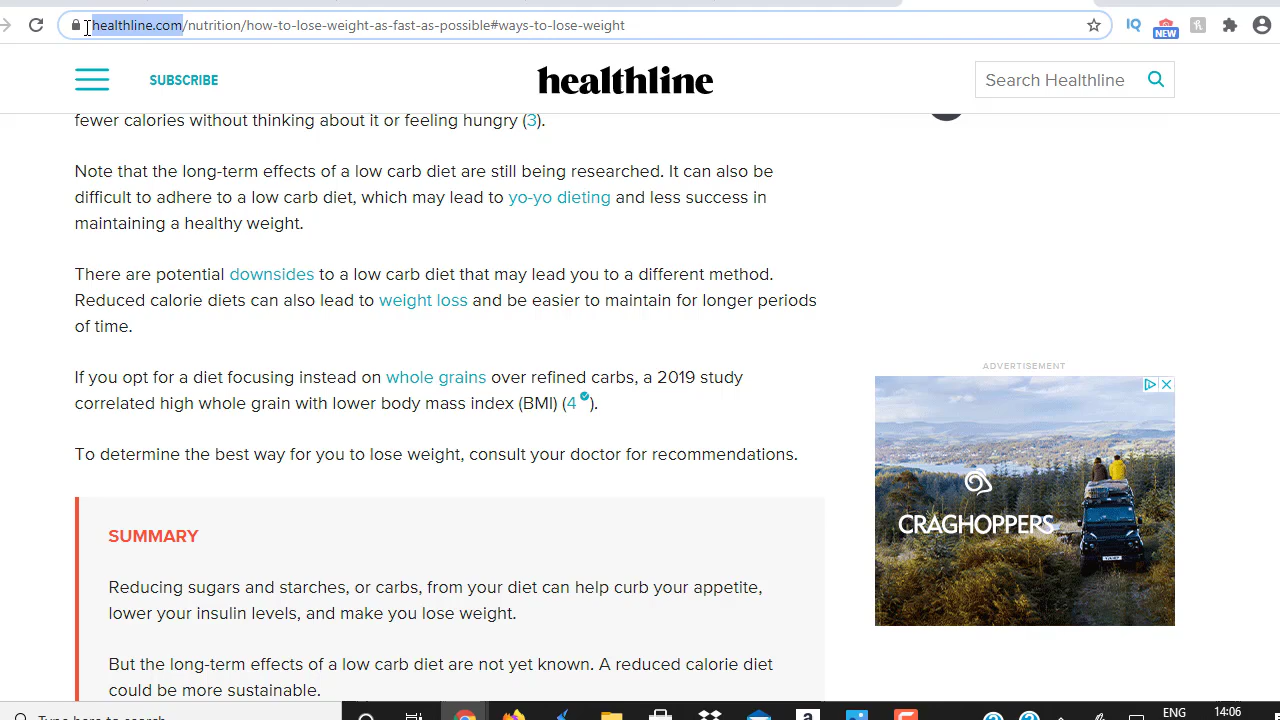 healthline.com/nutrition/how-to-lose-weight-as-fast-as-possible#ways-to-lose-weight
IQ
NEW
SUBSCRIBE
healthline
Search Healthline
fewer calories without thinking about it or feeling hungry (3).
Note that the long-term effects of a low carb diet are still being researched. It can also be
difficult to adhere to a low carb diet, which may lead to yo-yo dieting and less success in
maintaining a healthy weight.
There are potential downsides to a low carb diet that may lead you to a different method.
Reduced calorie diets can also lead to weight loss and be easier to maintain for longer periods
of time.
If you opt for a diet focusing instead on whole grains over refined carbs, a 2019 study
correlated high whole grain with lower body mass index (BMI) (4).
To determine the best way for you to lose weight, consult your doctor for recommendations.
SUMMARY
Reducing sugars and starches, or carbs, from your diet can help curb your appetite,
lower your insulin levels, and make you lose weight.
But the long-term effects of a low carb diet are not yet known. A reduced calorie diet
could be more sustainable.
ADVERTISEMENT
CRAGHOPPERS
Type here to search
ENG
14:06